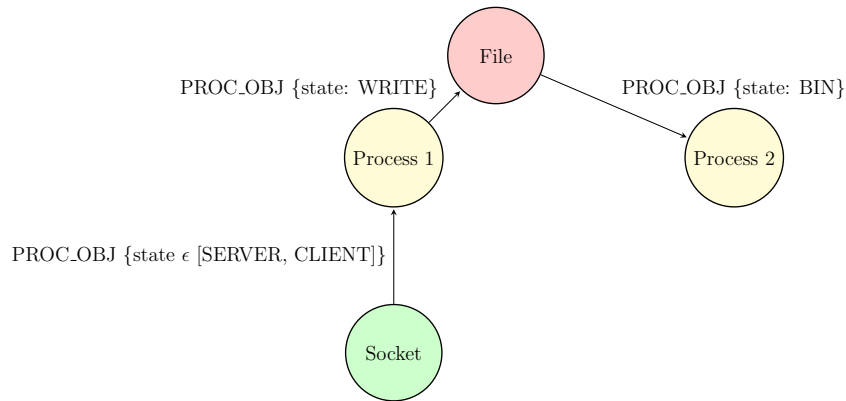 File
PROC_OBJ {state: WRITE}
PROC_OBJ {state: BIN}
Process 1
Process 2
PROC_OBJ {state ϵ [SERVER, CLIENT]}
Socket